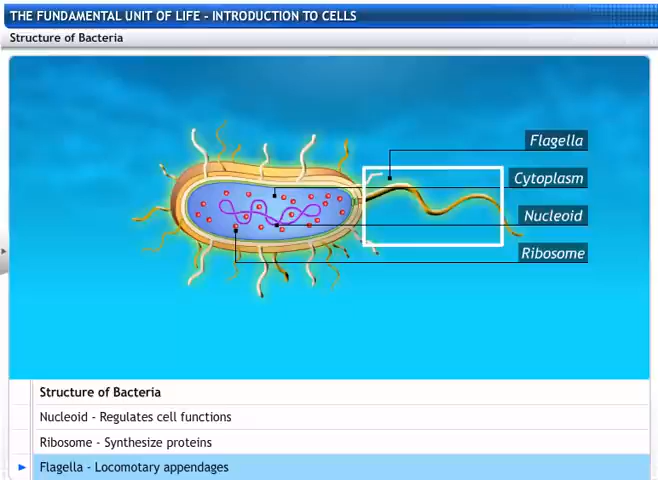 THE FUNDAMENTAL UNIT OF LIFE - INTRODUCTION TO CELLS
Structure of Bacteria
Flagella
Cytoplasm
Nucleoid
Ribosome
Structure of Bacteria
Nucleoid - Regulates cell functions
Ribosome - Synthesize proteins
Flagella - Locomotary appendages